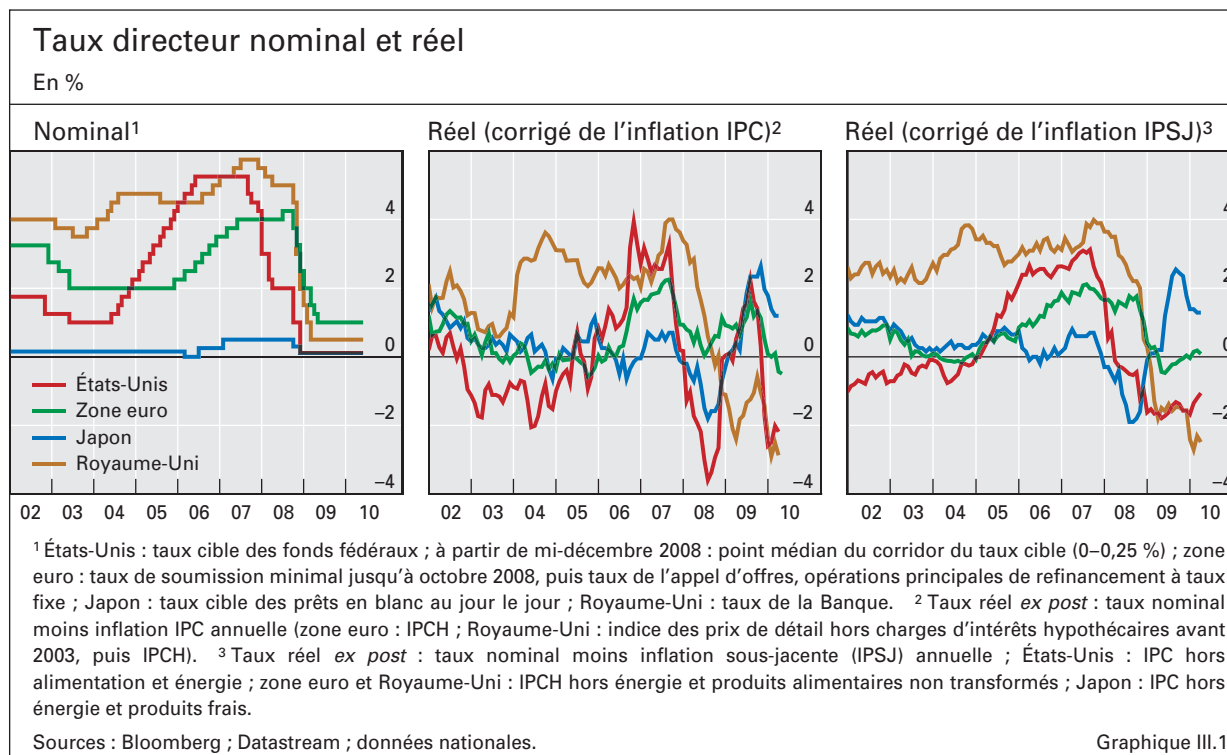 Taux directeur nominal et réel
En %
Nominal¹
4
2
0
–2
–4
États-Unis
Zone euro
Japon
Royaume-Uni
02 03 04 05 06 07 08 09 10
Réel (corrigé de l’inflation IPC)²
4
2
0
–2
–4
02 03 04 05 06 07 08 09 10
Réel (corrigé de l’inflation IPSJ)³
4
2
0
–2
–4
02 03 04 05 06 07 08 09 10
¹ États-Unis : taux cible des fonds fédéraux ; à partir de mi-décembre 2008 : point médian du corridor du taux cible (0–0,25 %) ; zone
euro : taux de soumission minimal jusqu’à octobre 2008, puis taux de l’appel d’offres, opérations principales de refinancement à taux
fixe ; Japon : taux cible des prêts en blanc au jour le jour ; Royaume-Uni : taux de la Banque. ² Taux réel ex post : taux nominal
moins inflation IPC annuelle (zone euro : IPCH ; Royaume-Uni : indice des prix de détail hors charges d’intérêts hypothécaires avant
2003, puis IPCH). ³ Taux réel ex post : taux nominal moins inflation sous-jacente (IPSJ) annuelle ; États-Unis : IPC hors
alimentation et énergie ; zone euro et Royaume-Uni : IPCH hors énergie et produits alimentaires non transformés ; Japon : IPC hors
énergie et produits frais.
Sources : Bloomberg ; Datastream ; données nationales.
Graphique III.1